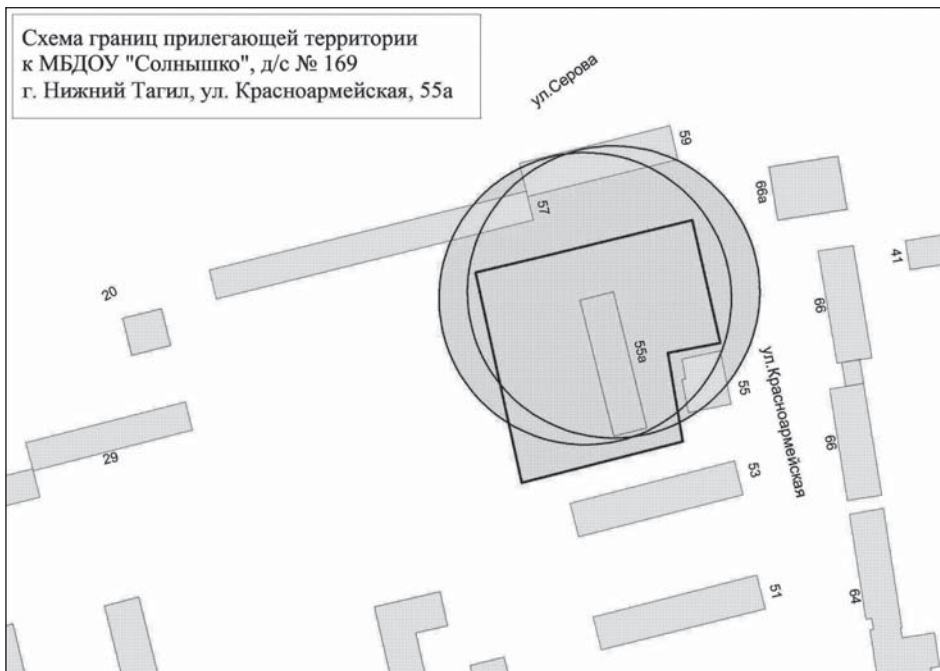 Схема границ прилегающей территории
к МБДОУ "Солнышко", д/с № 169
г. Нижний Тагил, ул. Красноармейская, 55а
ул.Серова
59
66а
57
41
20
66
55а
ул.Красноармейская
55
29
66
53
51
64